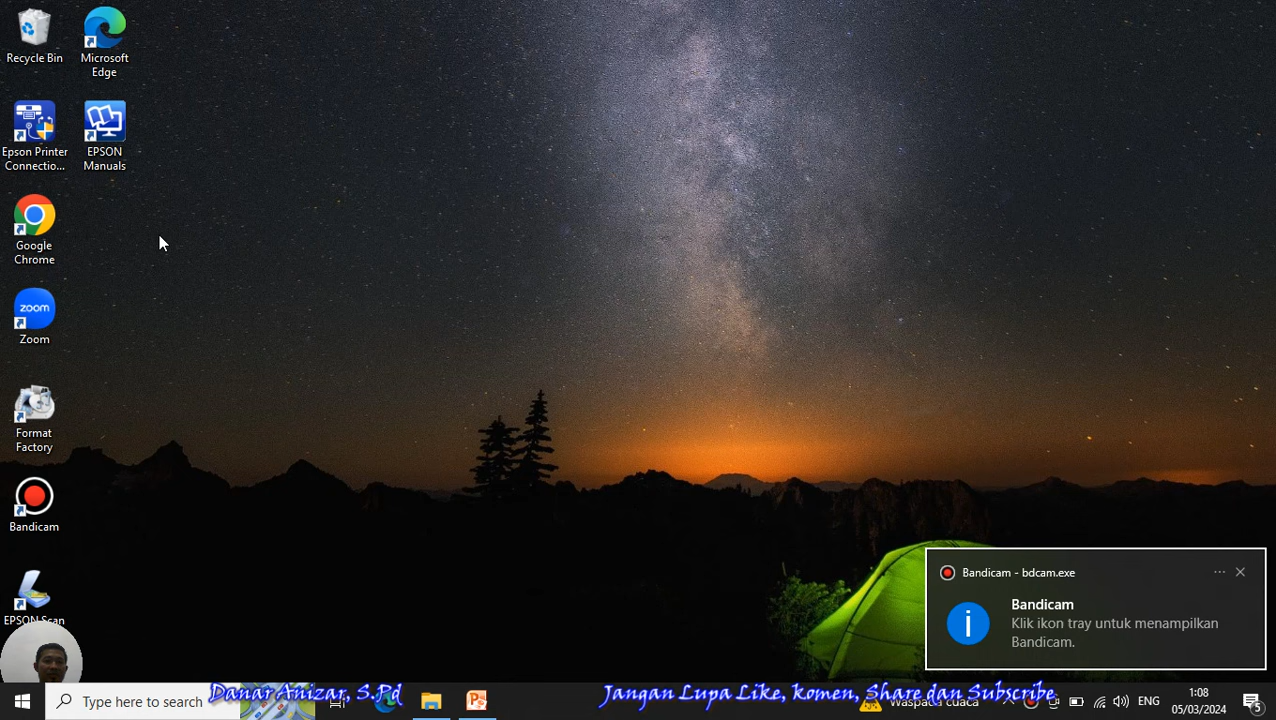 Recycle Bin
Microsoft
Edge
Epson Printer
Connectio...
EPSON
Manuals
Google
Chrome
zoom
Zoom
Format
Factory
Bandicam
EPSON Scan
Bandicam - bdcam.exe
Bandicam
Klik ikon tray untuk menampilkan
Bandicam.
Type here to search
Danar Anizar, S.Pd
Jangan Lupa Like, komen, Share dan Subscribe
Waspada cuaca
ENG
1:08
05/03/2024
5